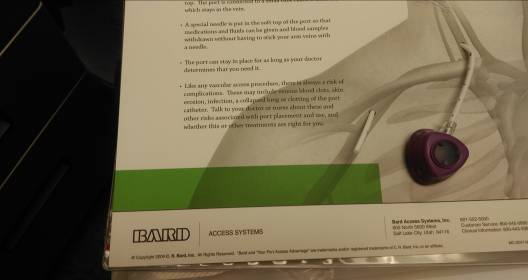 top. The port is connected to a
which stays in the vein.
• A special needle is put in the soft top of the port so that
medications and fluids can be given and blood samples
withdrawn without having to stick your arm veins with
a needle.
• The port can stay in place for as long as your doctor
determines that you need it.
• Like any vascular access procedure, there is always a risk of
complications. These may include venous blood clots, skin
erosion, infection, a collapsed lung or clotting of the port
catheter. Talk to your doctor or nurse about these and
other risks associated with port placement and use, and
whether this or other treatments are right for you.
BARD
ACCESS SYSTEMS
Bard Access Systems, Inc.
605 North 5600 West
Salt Lake City, Utah 84116
801-522-5000
Customer Service:
Clinical Information:
C. R. Bard, Inc. All Rights Reserved. "Bard and "Your Port Access Advantage" are trademarks and/or registered trademarks of C. R. Bard, Inc. or an affiliate.